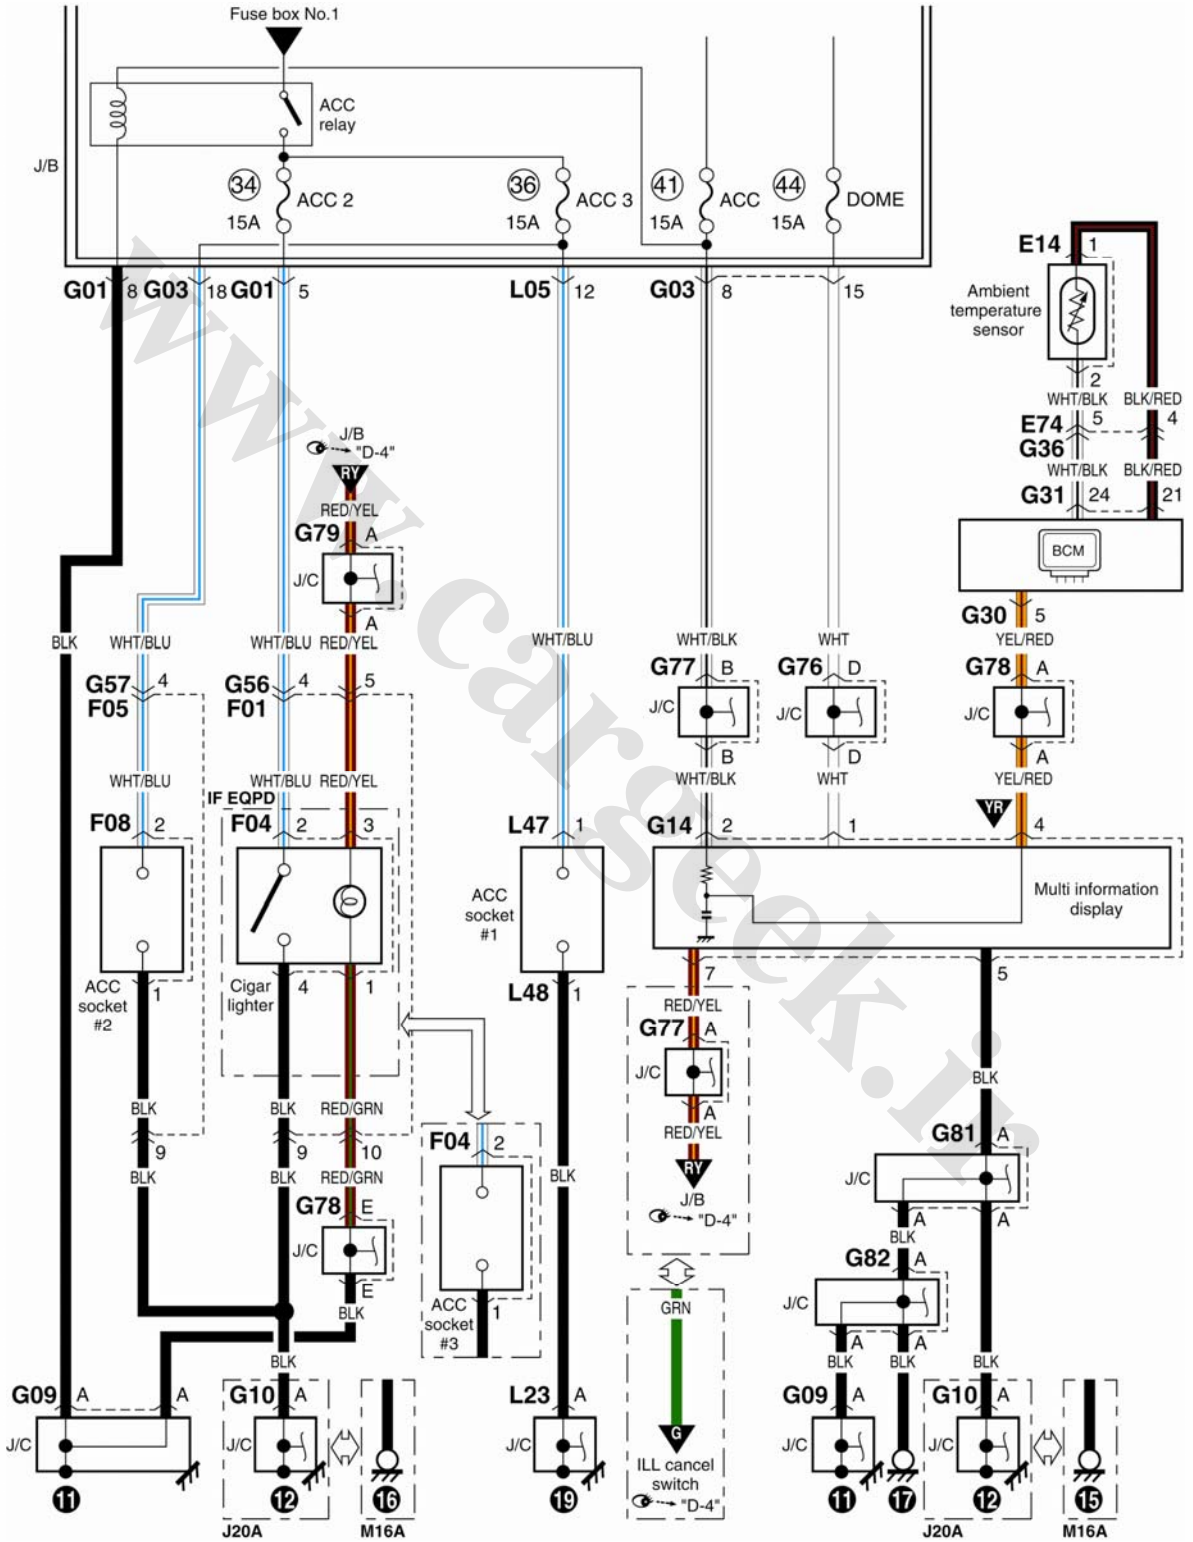 Fuse box No.1
ACC
relay
J/B
34
ACC 2
15A
36
ACC 3
15A
41
ACC
15A
44
DOME
15A
E14 1
Ambient
temperature
sensor
G01 8 G03 18 G01 5
L05 12
G03 8 15
2
WHT/BLK BLK/RED
E74 5 4
G36
WHT/BLK BLK/RED
G31 24 21
BCM
G30 5
J/B
"D-4"
RY
RED/YEL
G79 A
J/C
A
BLK WHT/BLU WHT/BLU RED/YEL WHT/BLU WHT/BLK WHT YEL/RED
G57 4 G56 4 5
F05 F01
G77 B G76 D G78 A
J/C J/C J/C
B D A
WHT/BLU WHT/BLU RED/YEL WHT/BLK WHT YEL/RED
IF EQPD
YR
F08 2 F04 2 3 L47 1 G14 2 1 4
ACC
socket
#1
Multi information
display
1
ACC
socket
#2
Cigar
lighter
4 1
L48 1
7 5
RED/YEL
G77 A
J/C
A
RED/YEL
RY
J/B
"D-4"
BLK
BLK BLK RED/GRN
9 9 10
BLK BLK RED/GRN
F04 2
BLK
G81 A
J/C
A A
BLK
G78 E
J/C
E
BLK
ACC
socket
#3
1
G82 A
J/C
A A
GRN
BLK
BLK BLK BLK
G09 A A
J/C
11
G10 A
J/C
12
J20A
16
M16A
L23 A
J/C
19
G
ILL cancel
switch
"D-4"
G09 A
J/C
11
17
G10 A
J/C
12
J20A
15
M16A
www.cargeek.ir